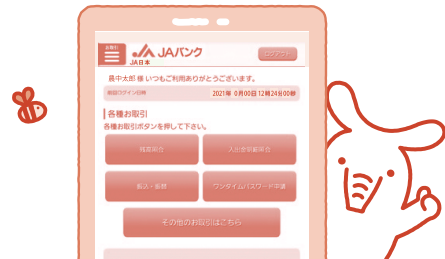 お取引
JAバンク
JA日本
ログアウト
農中太郎 様 いつもご利用ありがとうございます。
前回ログイン日時
2021年 0月00日 12時24分00秒
各種お取引
各種お取引ボタンを押して下さい。
残高照会
入出金明細照会
振込・振替
ワンタイムパスワード申請
その他のお取引はこちら